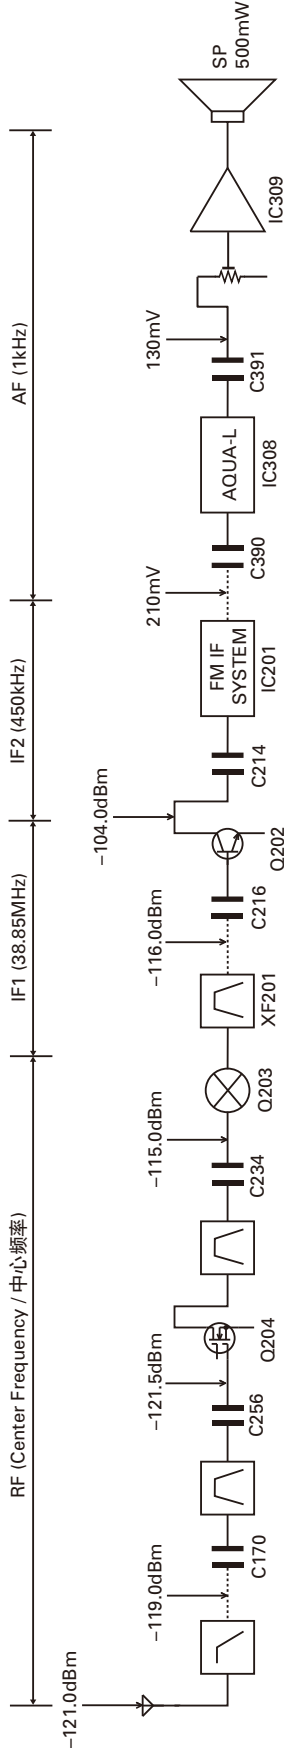 RF (Center Frequency / 中心频率)
IF1 (38.85MHz)
IF2 (450kHz)
AF (1kHz)
−121.0dBm
−119.0dBm
−121.5dBm
−115.0dBm
−116.0dBm
−104.0dBm
210mV
130mV
C170
C256
Q204
C234
Q203
XF201
C216
Q202
C214
FM IF
SYSTEM
IC201
C390
AQUA-L
IC308
C391
IC309
SP
500mW